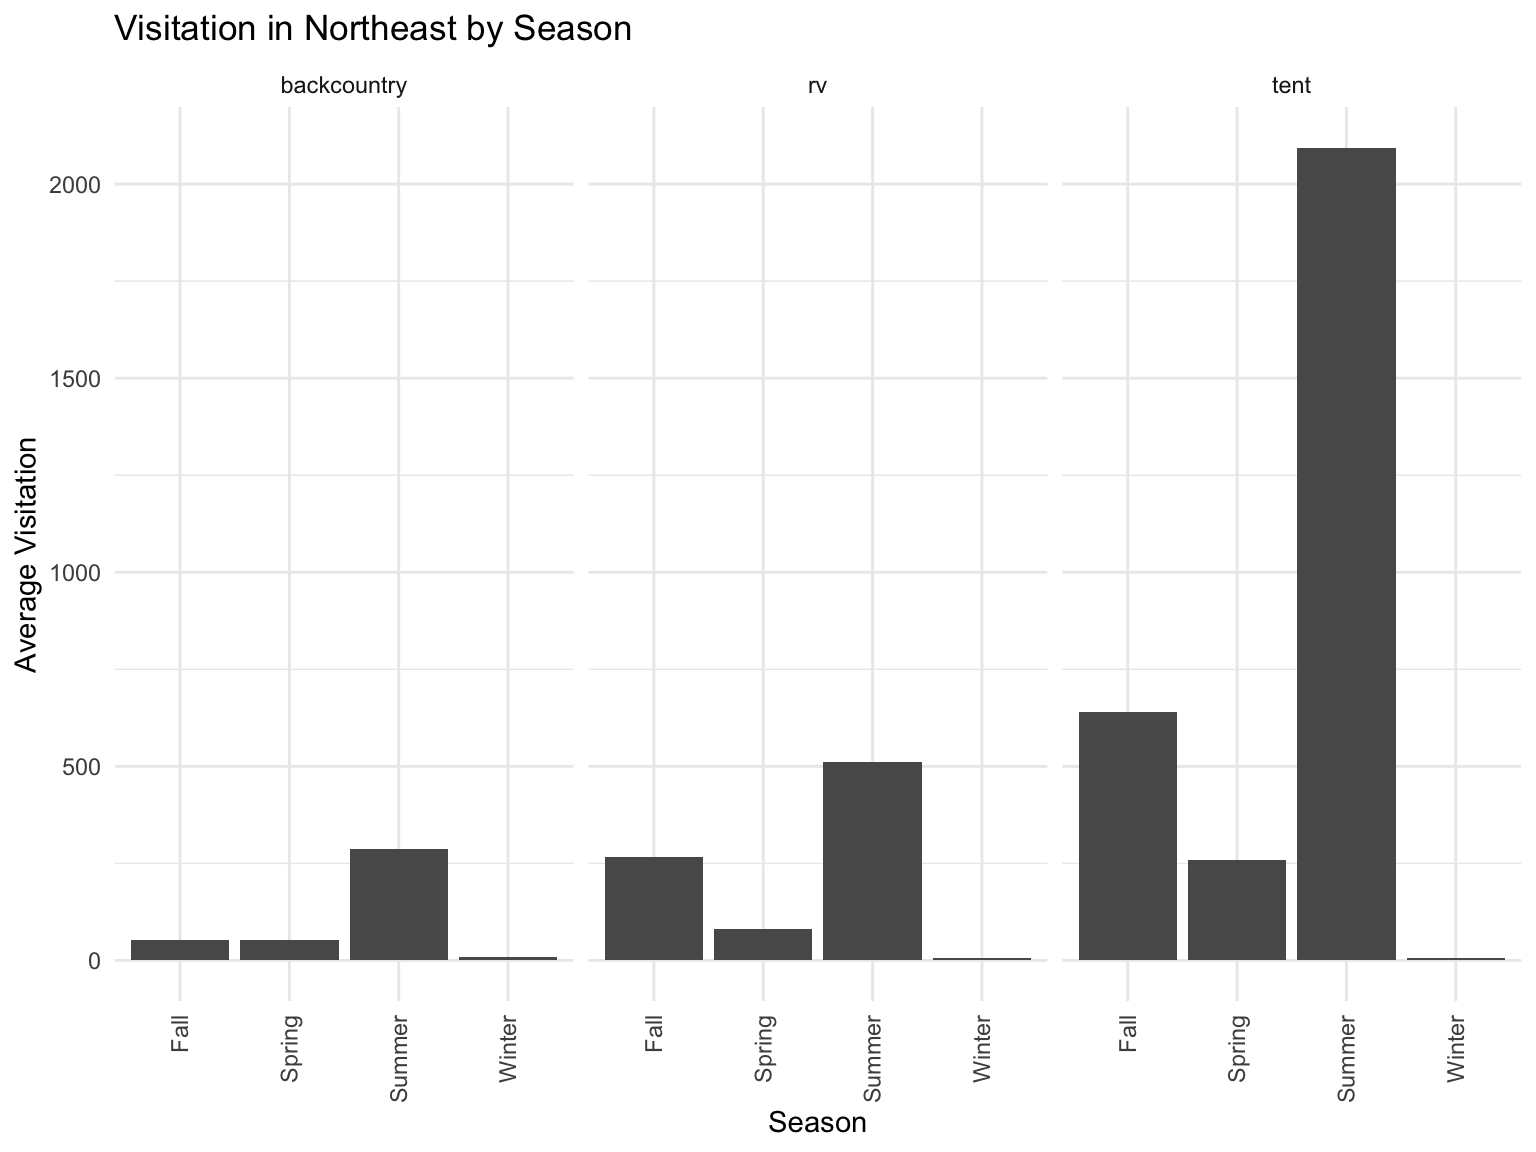 Visitation in Northeast by Season
backcountry rv tent
2000
1500
1000
500
0
Average Visitation
Fall Spring Summer Winter Fall Spring Summer Winter Fall Spring Summer Winter
Season